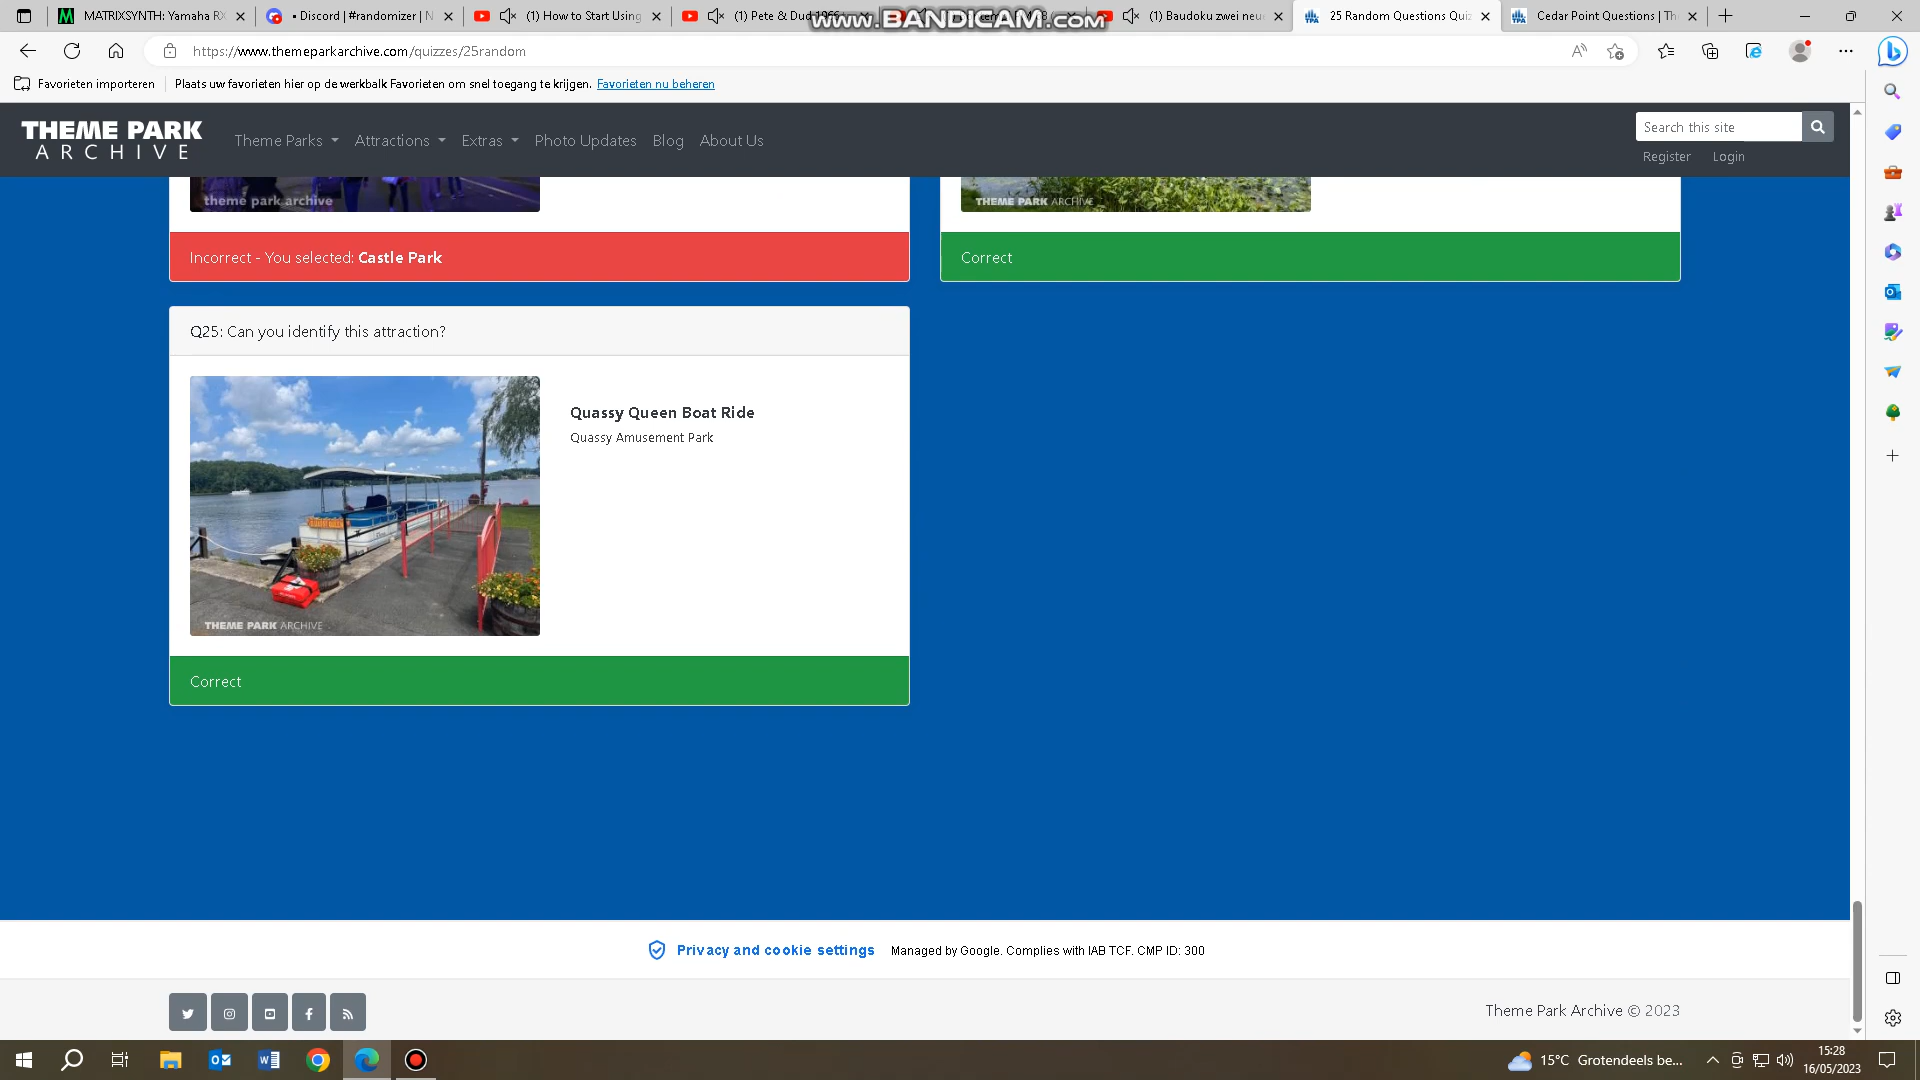 MATRIXSYNTH: Yamaha RX
• Discord | #randomizer | N
(1) How to Start Using
(1) Pete & Dud 1966
www.BANDICAM.com
(1) Baudoku zwei neue
25 Random Questions Quiz
Cedar Point Questions | Th
https://www.themeparkarchive.com/quizzes/25random
Favorieten importeren
Plaats uw favorieten hier op de werkbalk Favorieten om snel toegang te krijgen. Favorieten nu beheren
THEME PARK
ARCHIVE
Theme Parks
Attractions
Extras
Photo Updates
Blog
About Us
Search this site
Register
Login
theme park archive
THEME PARK ARCHIVE
Incorrect - You selected: Castle Park
Correct
Q25: Can you identify this attraction?
Quassy Queen Boat Ride
Quassy Amusement Park
THEME PARK ARCHIVE
Correct
Privacy and cookie settings
Managed by Google. Complies with IAB TCF. CMP ID: 300
Theme Park Archive © 2023
15°C Grotendeels be...
15:28
16/05/2023